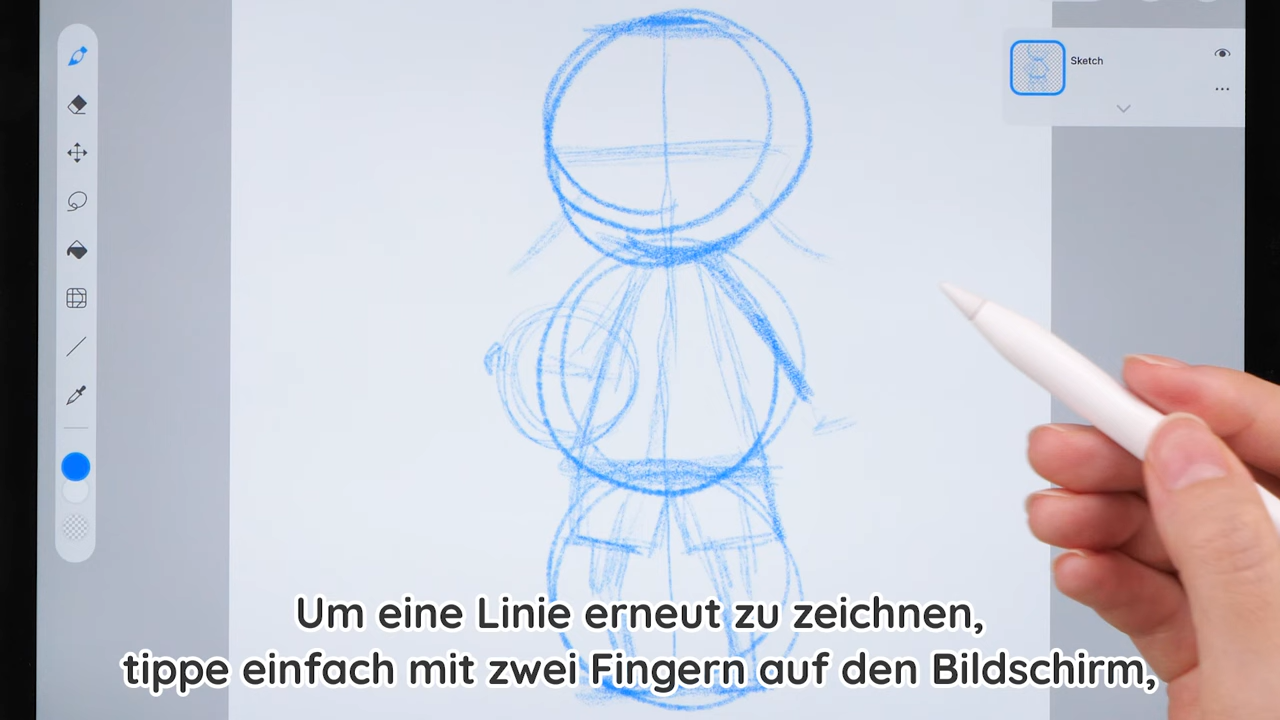 Sketch
Um eine Linie erneut zu zeichnen,
tippe einfach mit zwei Fingern auf den Bildschirm,